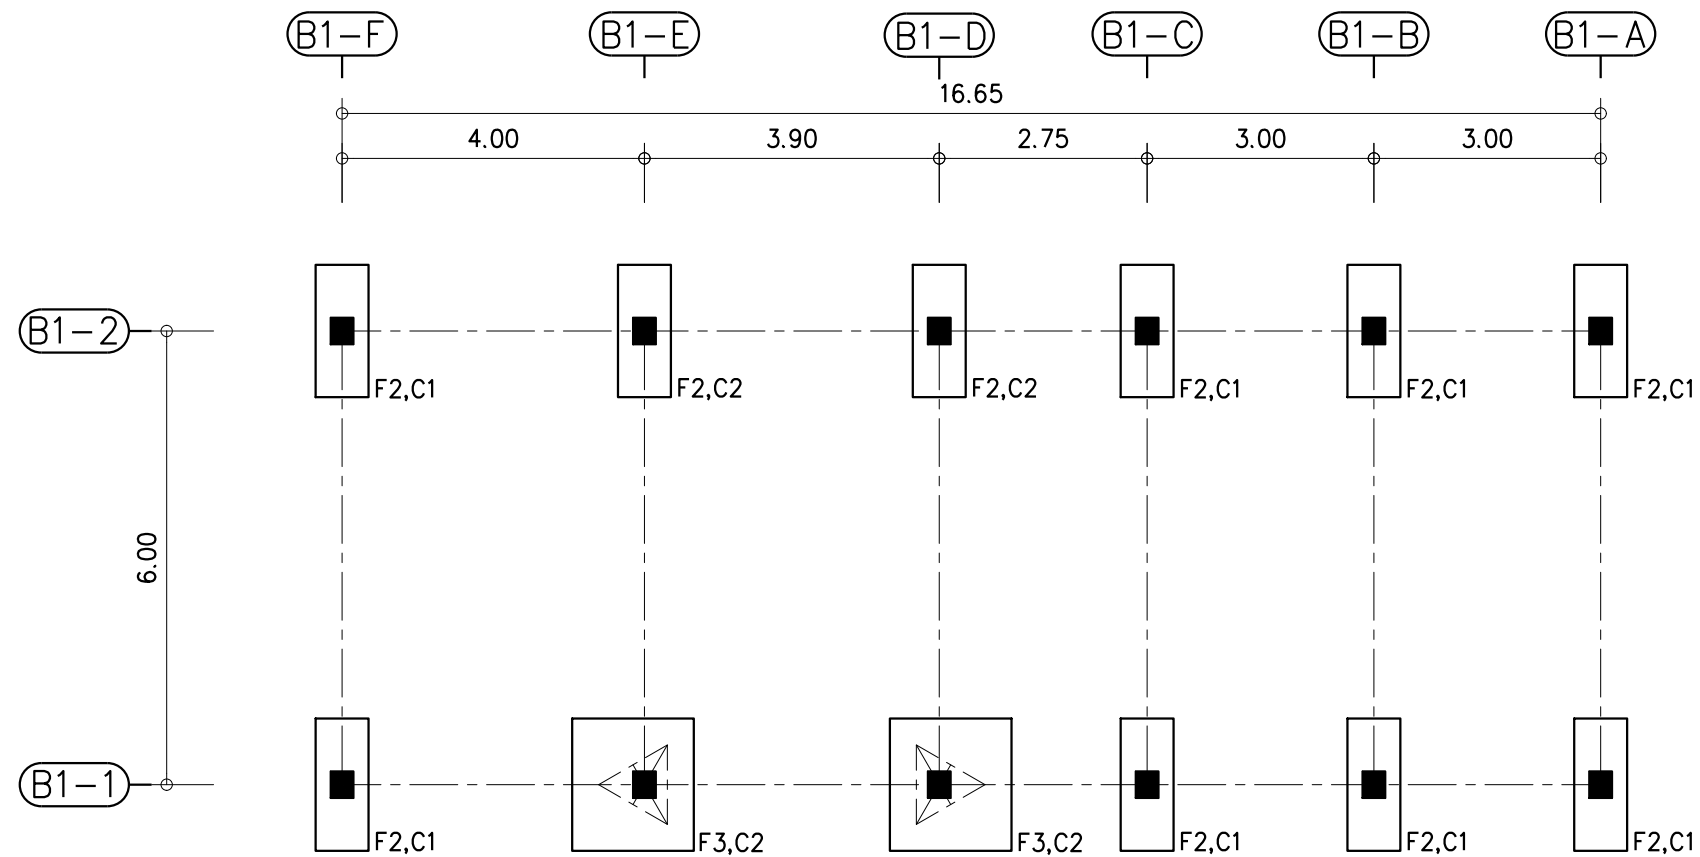 B1-F B1-E B1-D B1-C B1-B B1-A
16.65
4.00 3.90 2.75 3.00 3.00
B1-2
F2,C1 F2,C2 F2,C2 F2,C1 F2,C1 F2,C1
6.00
B1-1
F2,C1 F3,C2 F3,C2 F2,C1 F2,C1 F2,C1